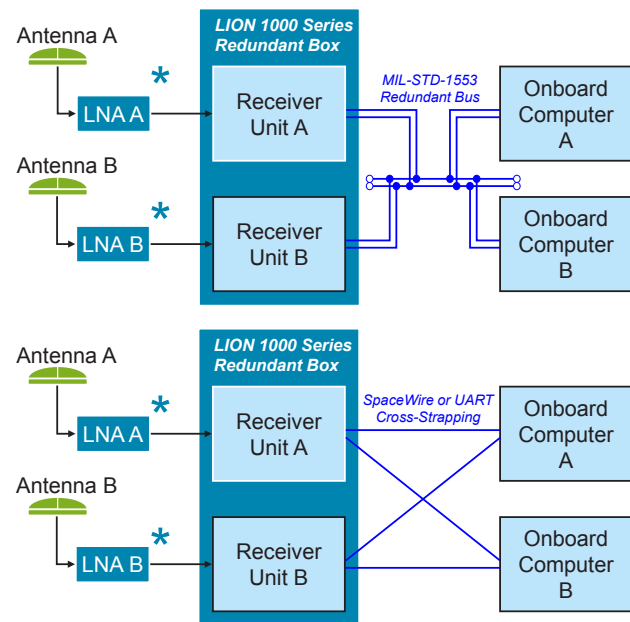 LION 1000 Series
Redundant Box
Antenna A
*
LNA A
Receiver
Unit A
MIL-STD-1553
Redundant Bus
Onboard
Computer
A
Antenna B
*
LNA B
Receiver
Unit B
Onboard
Computer
B
LION 1000 Series
Redundant Box
Antenna A
*
LNA A
Receiver
Unit A
SpaceWire or UART
Cross-Strapping
Onboard
Computer
A
Antenna B
*
LNA B
Receiver
Unit B
Onboard
Computer
B